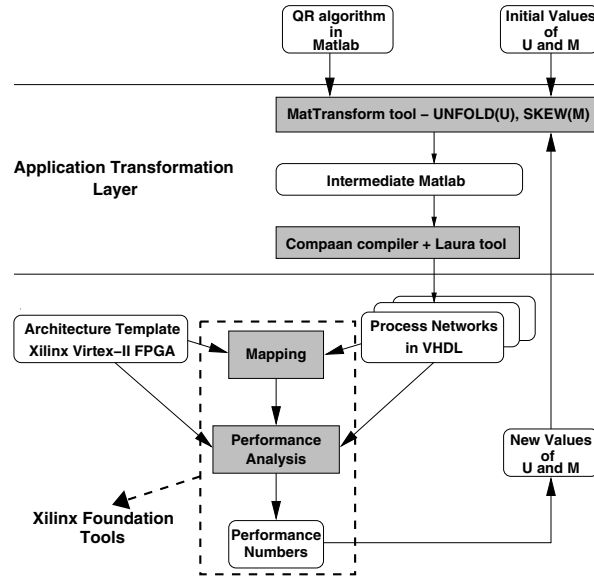 QR algorithm
in
Matlab
Initial Values
of
U and M
MatTransform tool – UNFOLD(U), SKEW(M)
Application Transformation
Layer
Intermediate Matlab
Compaan compiler + Laura tool
Architecture Template
Xilinx Virtex–II FPGA
Mapping
Process Networks
in VHDL
Performance
Analysis
New Values
of
U and M
Xilinx Foundation
Tools
Performance
Numbers